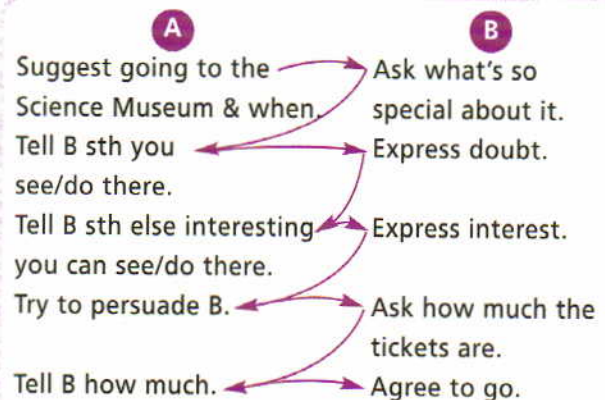 A
Suggest going to the
Science Museum & when.
Tell B sth you
see/do there.
Tell B sth else interesting
you can see/do there.
Try to persuade B.
Tell B how much.
B
Ask what's so
special about it.
Express doubt.
Express interest.
Ask how much the
tickets are.
Agree to go.